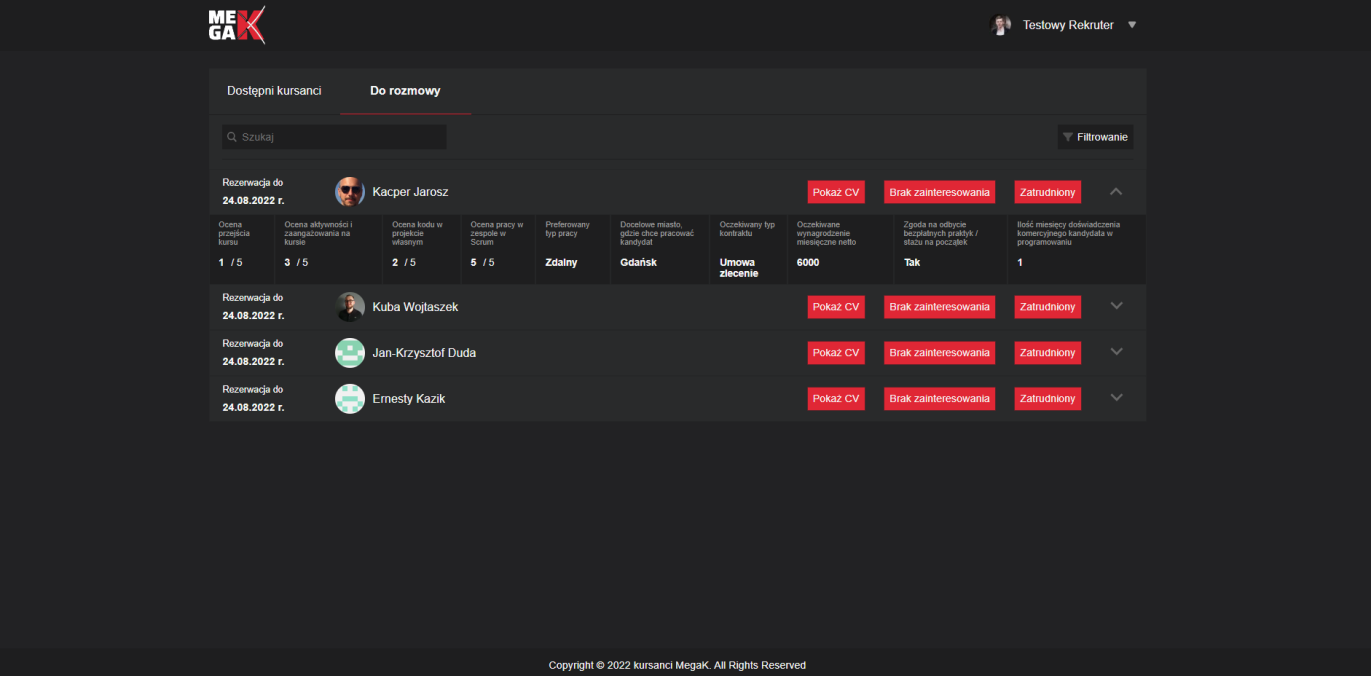 MEGAK
Testowy Rekruter
Dostępni kursanci
Do rozmowy
Szukaj
Filtrowanie
Rezerwacja do
24.08.2022 r.
Kacper Jarosz
Pokaż CV
Brak zainteresowania
Zatrudniony
Ocena
przejścia
kursu
1 / 5
Ocena aktywności i
zaangażowania na
kursie
3 / 5
Ocena kodu w
projekcie
własnym
2 / 5
Ocena pracy w
zespole w
Scrum
5 / 5
Preferowany
typ pracy
Zdalny
Docelowe miasto,
gdzie chce pracować
kandydat
Gdańsk
Oczekiwany typ
kontraktu
Umowa
zlecenie
Oczekiwane
wynagrodzenie
miesięczne netto
6000
Zgoda na odbycie
bezpłatnych praktyk /
stażu na początek
Tak
Ilość miesięcy doświadczenia
komercyjnego kandydata w
programowaniu
1
Rezerwacja do
24.08.2022 r.
Kuba Wojtaszek
Pokaż CV
Brak zainteresowania
Zatrudniony
Rezerwacja do
24.08.2022 r.
Jan-Krzysztof Duda
Pokaż CV
Brak zainteresowania
Zatrudniony
Rezerwacja do
24.08.2022 r.
Ernesty Kazik
Pokaż CV
Brak zainteresowania
Zatrudniony
Copyright © 2022 kursanci MegaK. All Rights Reserved